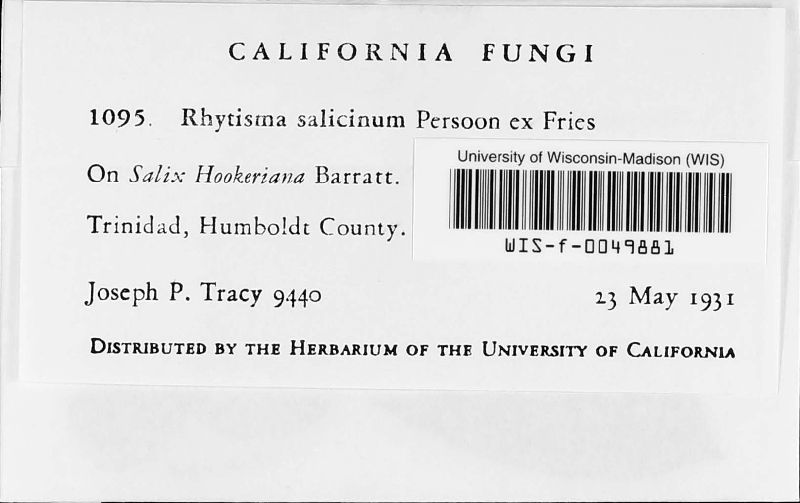 CALIFORNIA FUNGI
1095. Rhytisma salicinum Persoon ex Fries
On Salix Hookeriana Barratt.
Trinidad, Humboldt County.
University of Wisconsin-Madison (WIS)
WIS-f-0049881
Joseph P. Tracy 9440
23 May 1931
DISTRIBUTED BY THE HERBARIUM OF THE UNIVERSITY OF CALIFORNIA